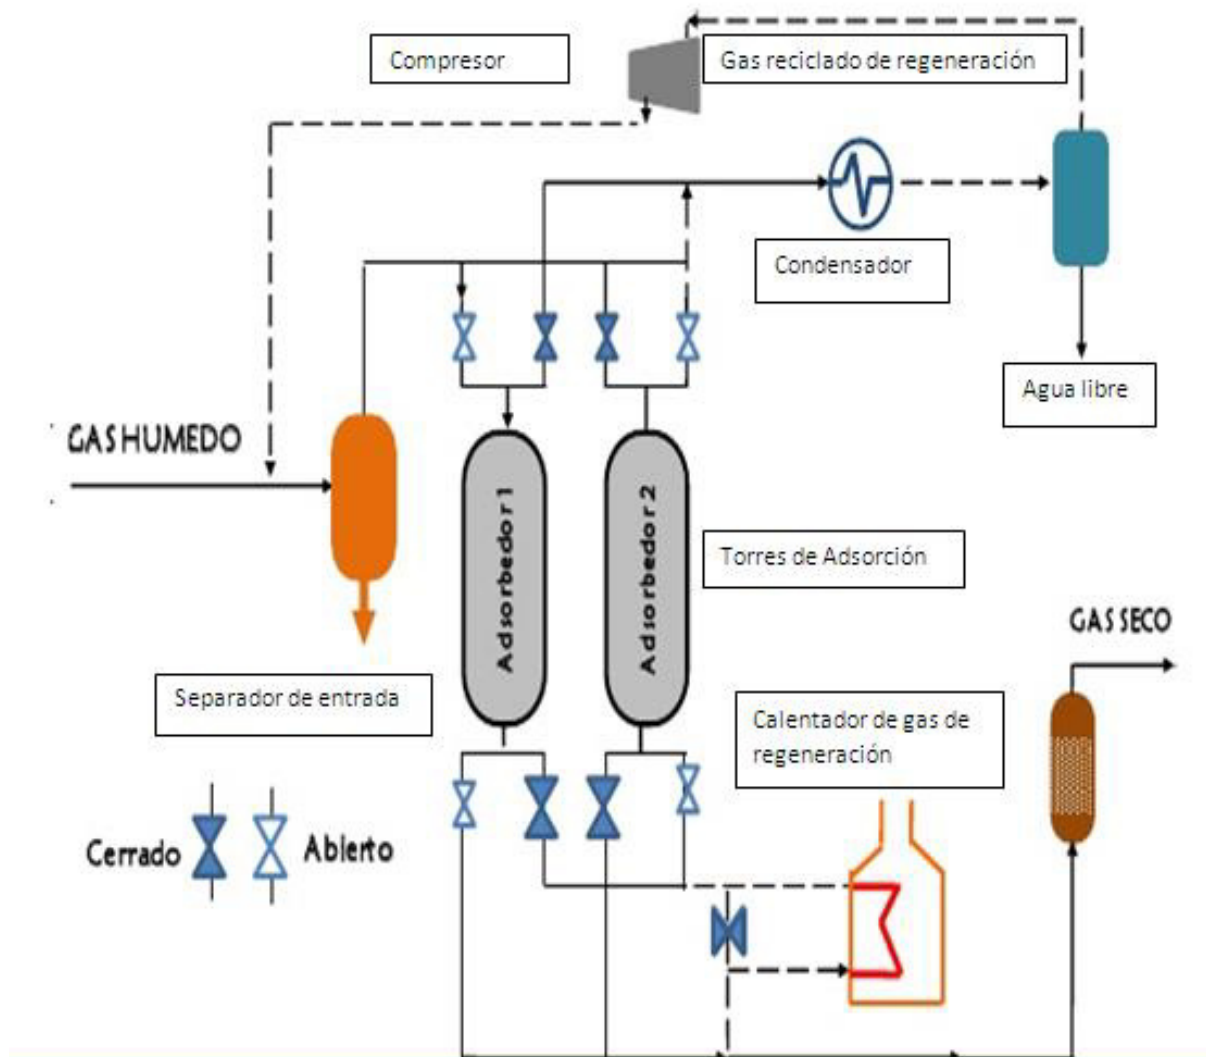 Compresor
Gas reciclado de regeneración
Condensador
Agua libre
GAS HUMEDO
Adsorbedor 1
Adsorbedor 2
Torres de Adsorción
GAS SECO
Separador de entrada
Calentador de gas de
regeneración
Cerrado
Abierto